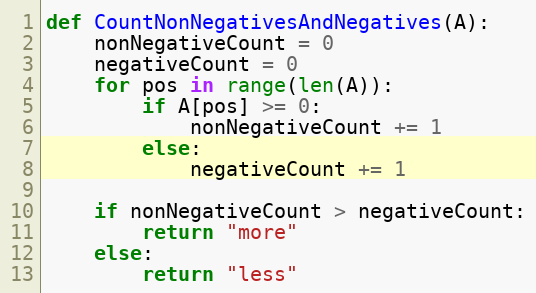 1 def CountNonNegativesAndNegatives(A):
2     nonNegativeCount = 0
3     negativeCount = 0
4     for pos in range(len(A)):
5         if A[pos] >= 0:
6             nonNegativeCount += 1
7         else:
8             negativeCount += 1
9
10     if nonNegativeCount > negativeCount:
11         return "more"
12     else:
13         return "less"